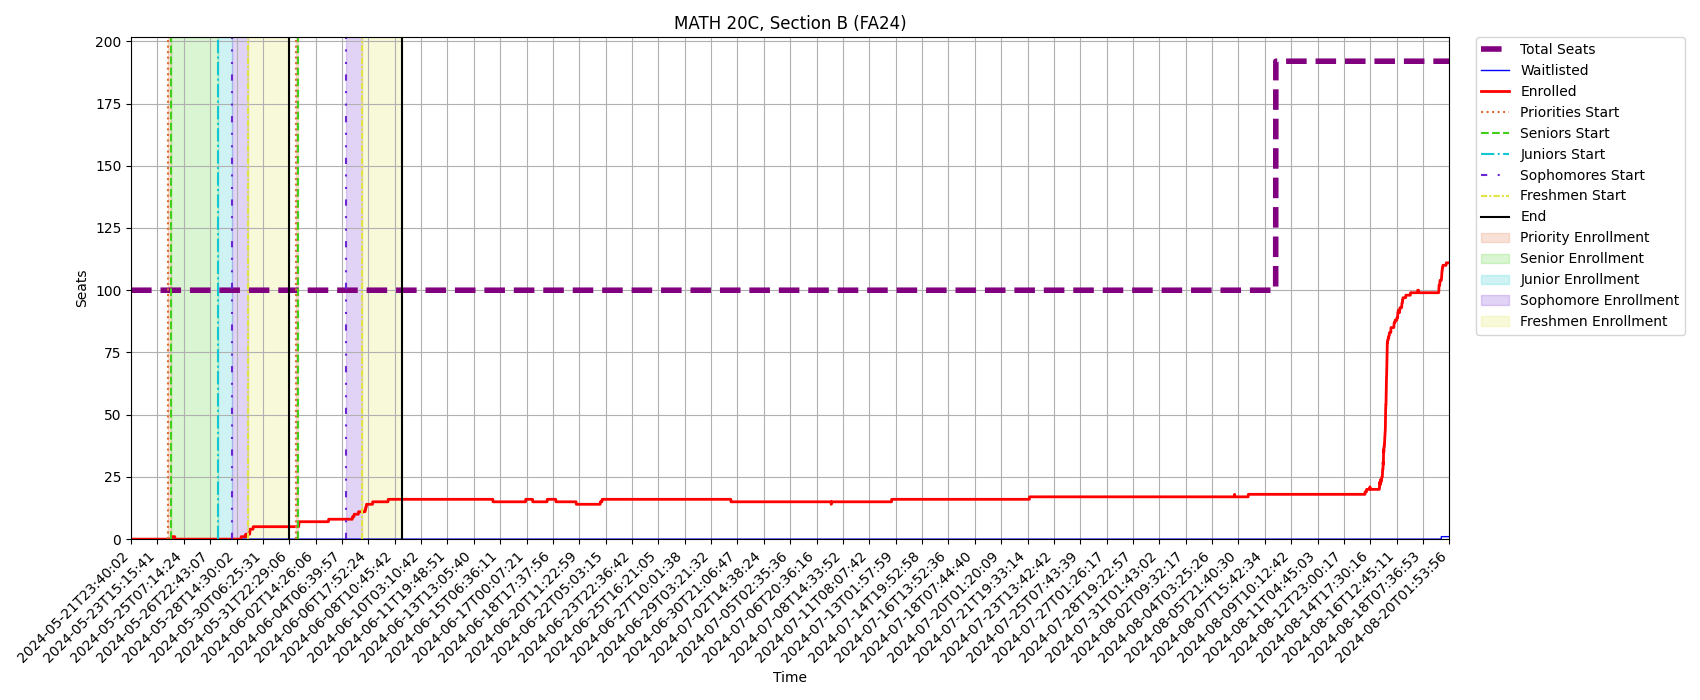 MATH 20C, Section B (FA24)
200
175
150
125
100
75
50
25
0
Seats
2024-05-21T23:40:02
2024-05-23T15:15:41
2024-05-25T07:14:24
2024-05-26T22:43:07
2024-05-28T14:30:02
2024-05-30T06:25:31
2024-05-31T22:29:06
2024-06-02T14:26:06
2024-06-04T06:39:57
2024-06-06T17:52:24
2024-06-08T10:45:42
2024-06-10T03:10:42
2024-06-11T19:48:51
2024-06-13T13:05:40
2024-06-15T06:36:11
2024-06-17T00:07:21
2024-06-18T17:37:56
2024-06-20T11:22:59
2024-06-22T05:03:15
2024-06-23T22:36:42
2024-06-25T16:21:05
2024-06-27T10:01:38
2024-06-29T03:21:32
2024-06-30T21:06:47
2024-07-02T14:38:24
2024-07-05T02:35:36
2024-07-06T20:36:16
2024-07-08T14:33:52
2024-07-11T08:07:42
2024-07-13T01:57:59
2024-07-14T19:52:58
2024-07-16T13:52:36
2024-07-18T07:44:40
2024-07-20T01:20:09
2024-07-21T19:33:14
2024-07-23T13:42:42
2024-07-25T07:43:39
2024-07-27T01:26:17
2024-07-28T19:22:57
2024-07-31T01:43:02
2024-08-02T09:32:17
2024-08-04T03:25:26
2024-08-05T21:40:30
2024-08-07T15:42:34
2024-08-09T10:12:42
2024-08-11T04:45:03
2024-08-12T23:00:17
2024-08-14T17:30:16
2024-08-16T12:45:11
2024-08-18T07:36:53
2024-08-20T01:53:56
Time
Total Seats
Waitlisted
Enrolled
Priorities Start
Seniors Start
Juniors Start
Sophomores Start
Freshmen Start
End
Priority Enrollment
Senior Enrollment
Junior Enrollment
Sophomore Enrollment
Freshmen Enrollment